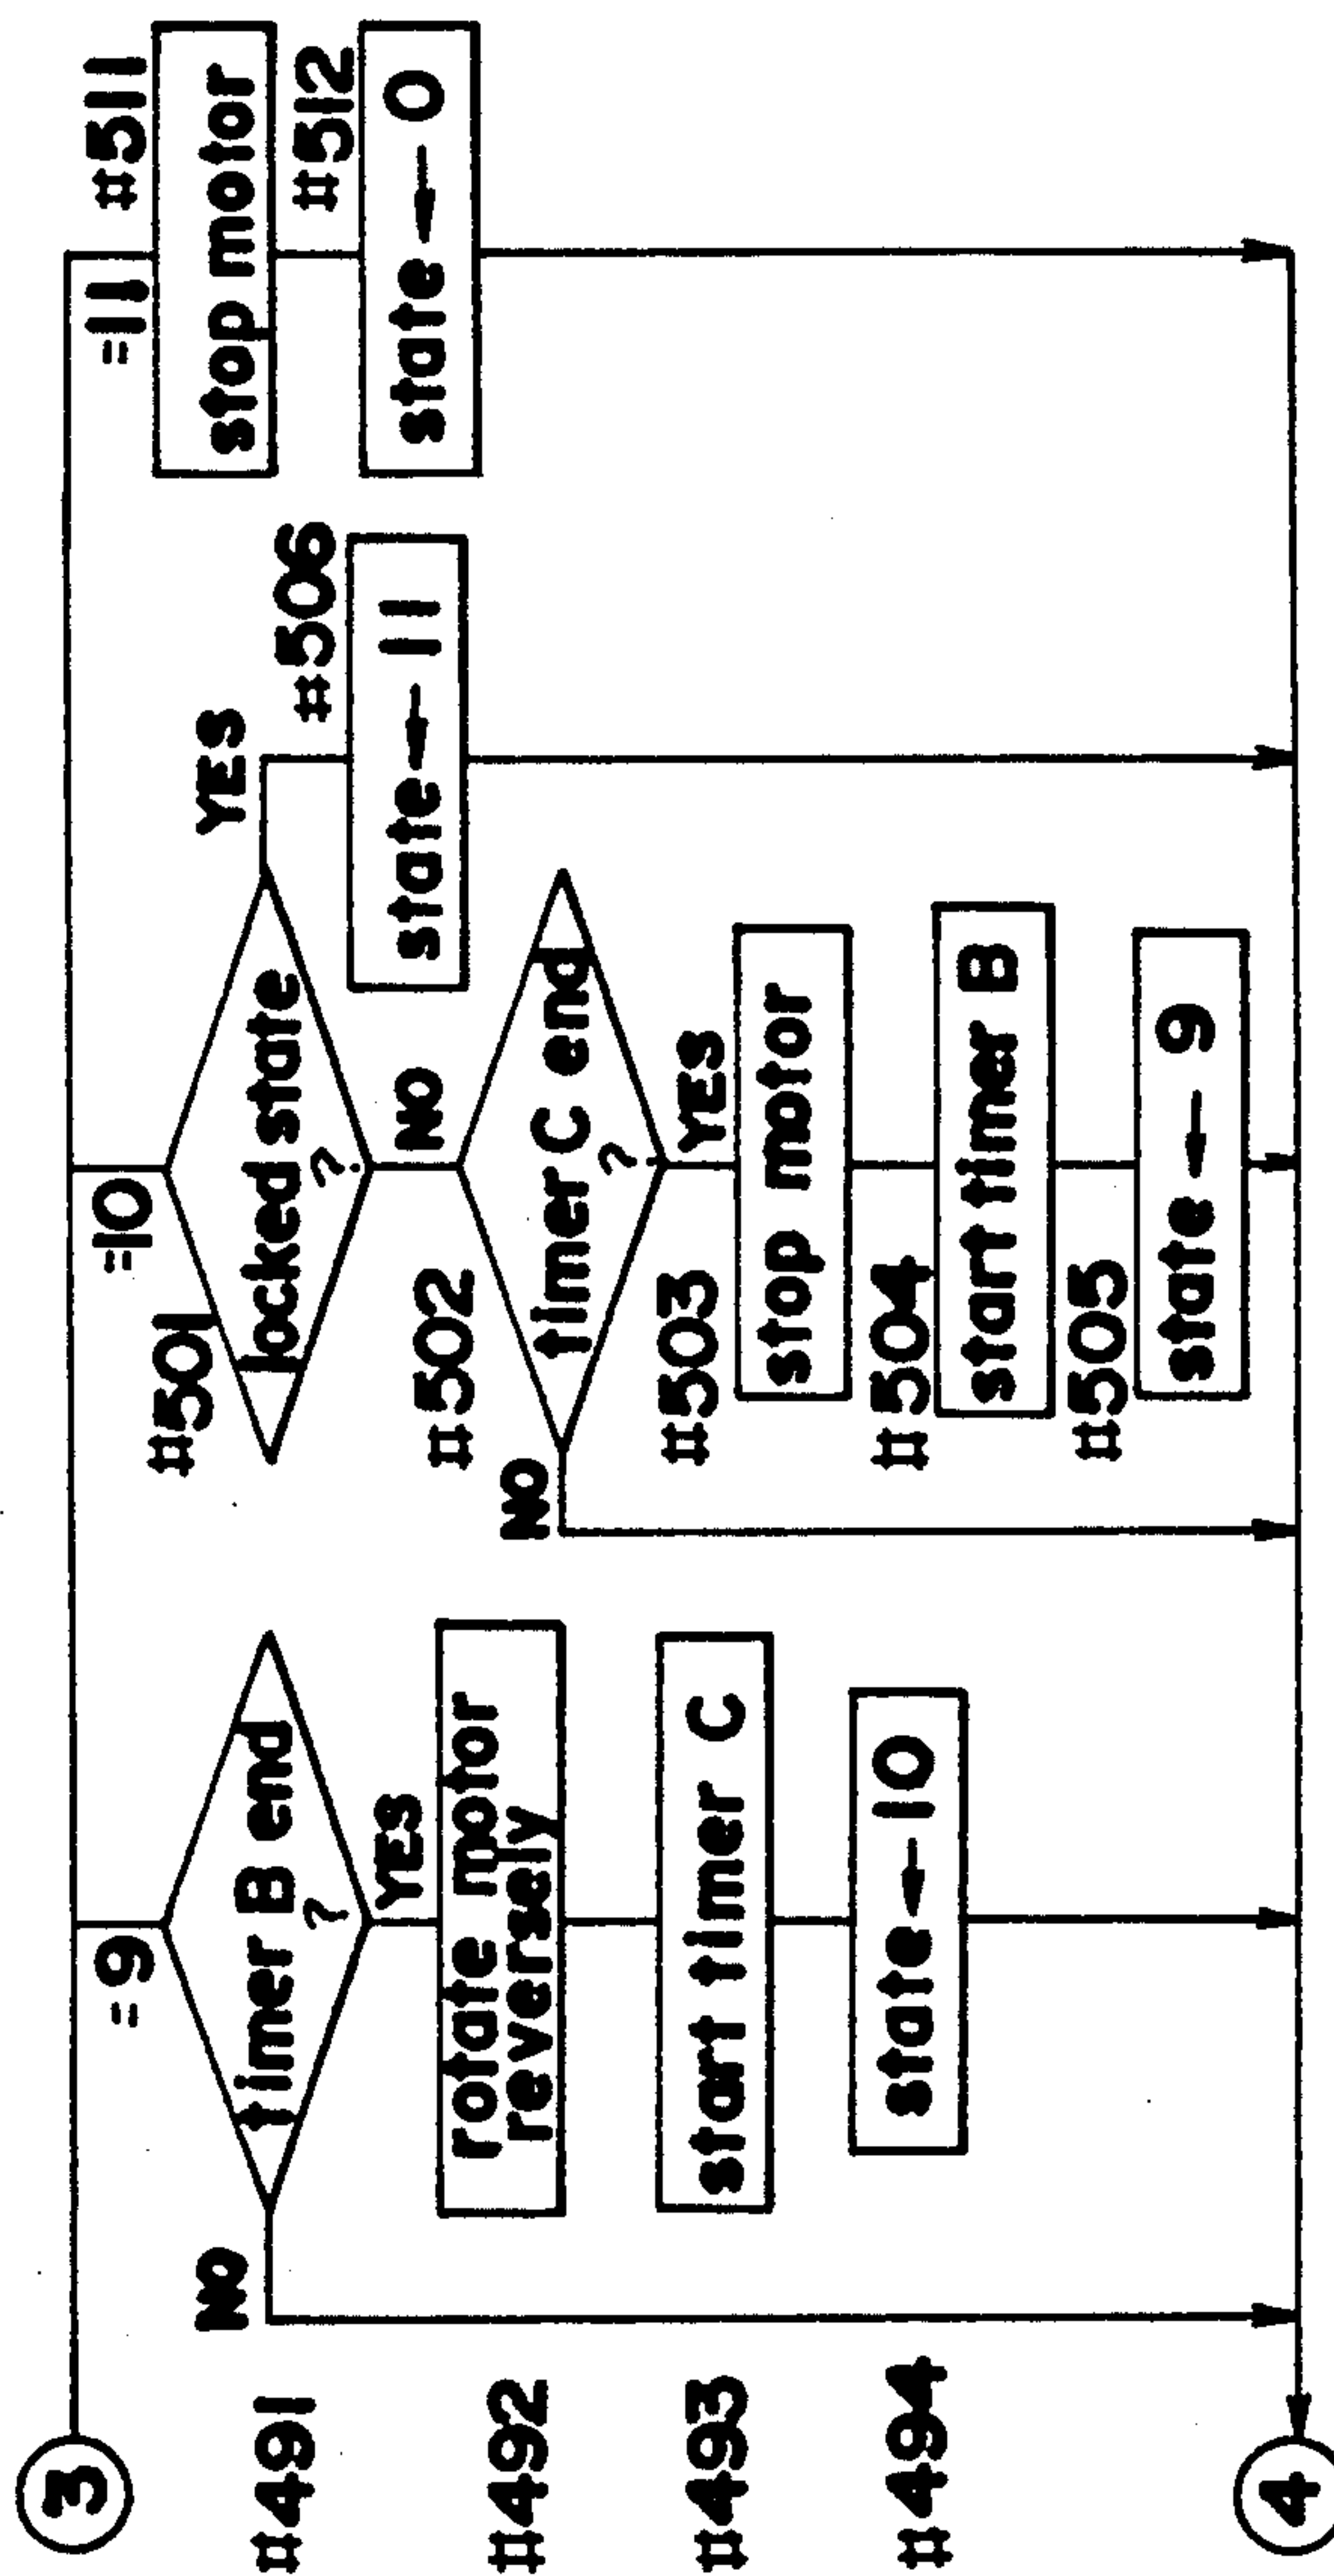 3
=9
#491
timer B end
?
NO
YES
#492
rotate motor
reversely
#493
start timer C
#494
state ← 10
=10
#501
locked state
?
YES
NO
#506
state ← 11
#502
timer C end
?
NO
YES
#503
stop motor
#504
start timer B
#505
state ← 9
=11
#511
stop motor
#512
state ← 0
4